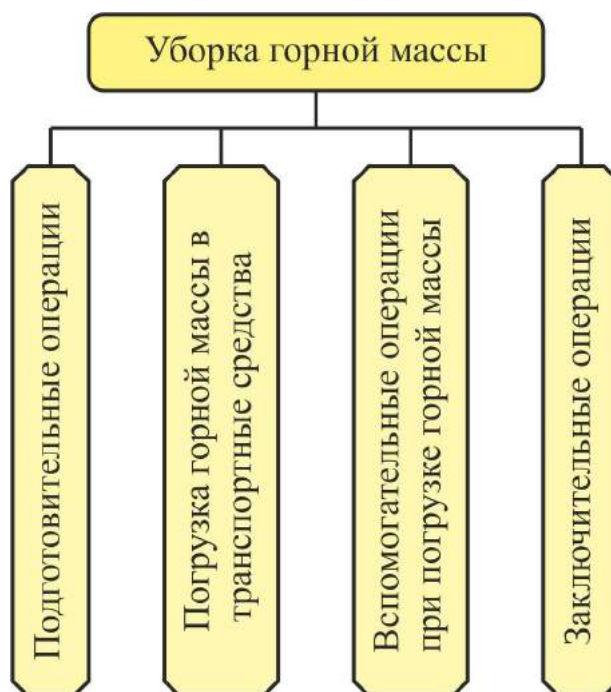 Уборка горной массы
Подготовительные операции
Погрузка горной массы в
транспортные средства
Вспомогательные операции
при погрузке горной массы
Заключительные операции